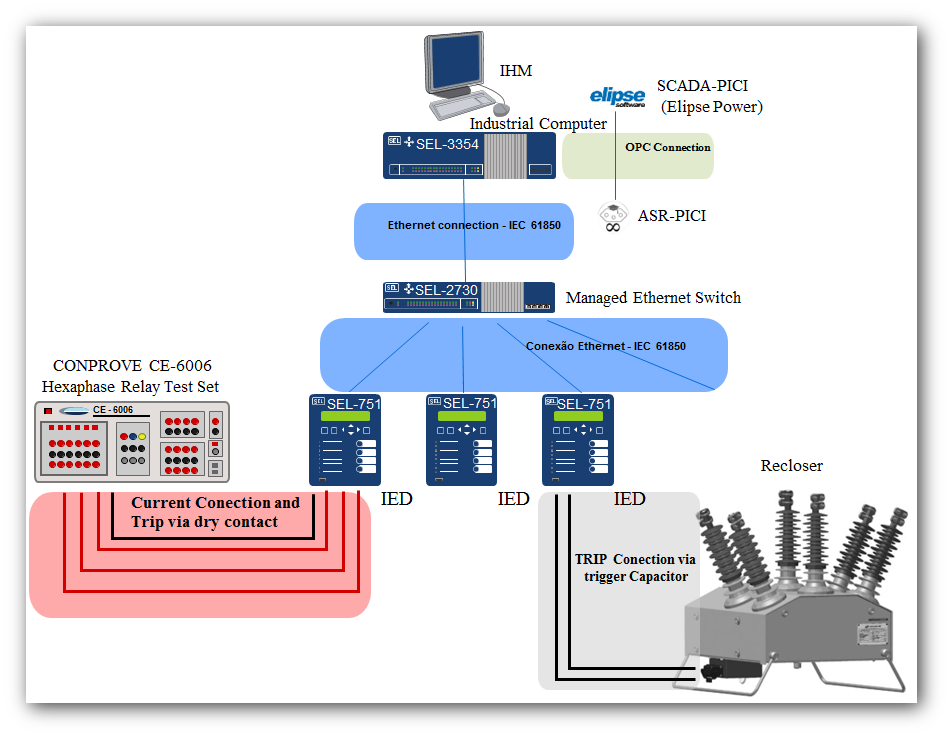 IHM
elipse
software
SCADA-PICI
(Elipse Power)
Industrial Computer
SEL
SEL-3354
OPC Connection
ASR-PICI
Ethernet connection - IEC 61850
SEL
SEL-2730
Managed Ethernet Switch
Conexão Ethernet - IEC 61850
CONPROVE CE-6006
Hexaphase Relay Test Set
CE - 6006
SEL
SEL-751
SEL
SEL-751
SEL
SEL-751
IED
IED
IED
Recloser
Current Conection and
Trip via dry contact
TRIP Conection via
trigger Capacitor